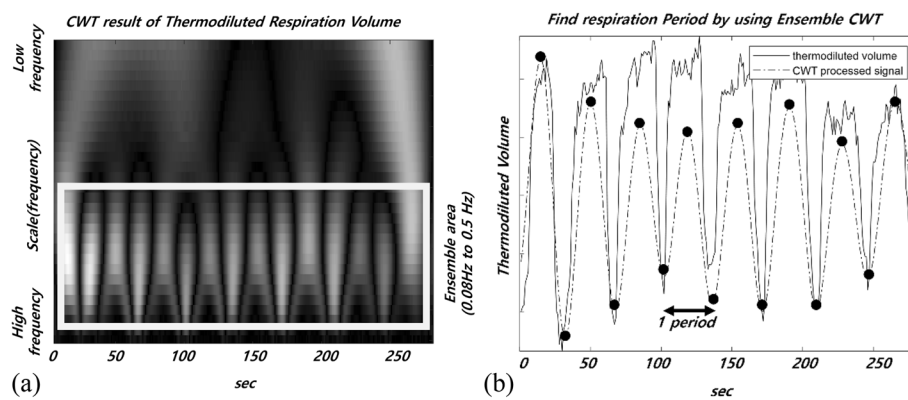 CWT result of Thermodiluted Respiration Volume
Low
frequency
Scale(frequency)
High
frequency
0 50 100 150 200 250
sec
Ensemble area
(0.08Hz to 0.5 Hz)
(a)
Find respiration Period by using Ensemble CWT
thermodiluted volume
CWT processed signal
Thermodiluted Volume
1 period
0 50 100 150 200 250
sec
(b)